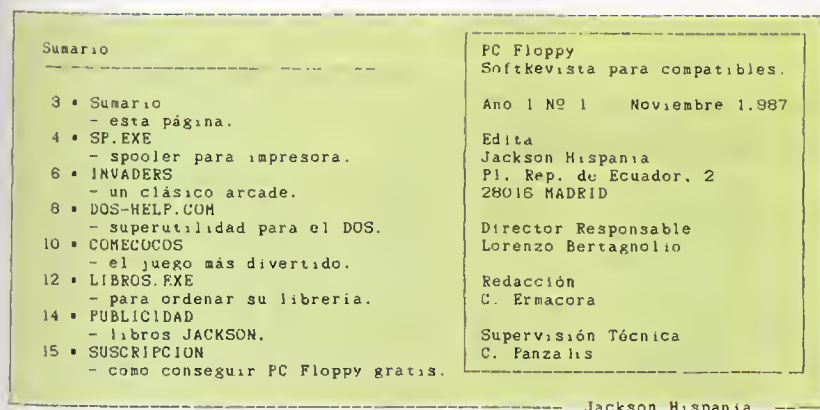 Sumario
3 • Sumario
- esta página.
4 • SP.EXE
- spooler para impresora.
6 • INVADERS
- un clásico arcade.
8 • DOS-HELP.COM
- superutilidad para el DOS.
10 • COMECOCOS
- el juego más divertido.
12 • LIBROS.EXE
- para ordenar su libreria.
14 • PUBLICIDAD
- libros JACKSON.
15 • SUSCRIPCION
- como conseguir PC Floppy gratis.
PC Floppy
SoftRevista para compatibles.
Ano 1 Nº 1 Noviembre 1.987
Edita
Jackson Hispania
Pl. Rep. de Ecuador, 2
28016 MADRID
Director Responsable
Lorenzo Bertagnolio
Redacción
C. Ermacora
Supervisión Técnica
C. Panzalis
Jackson Hispania